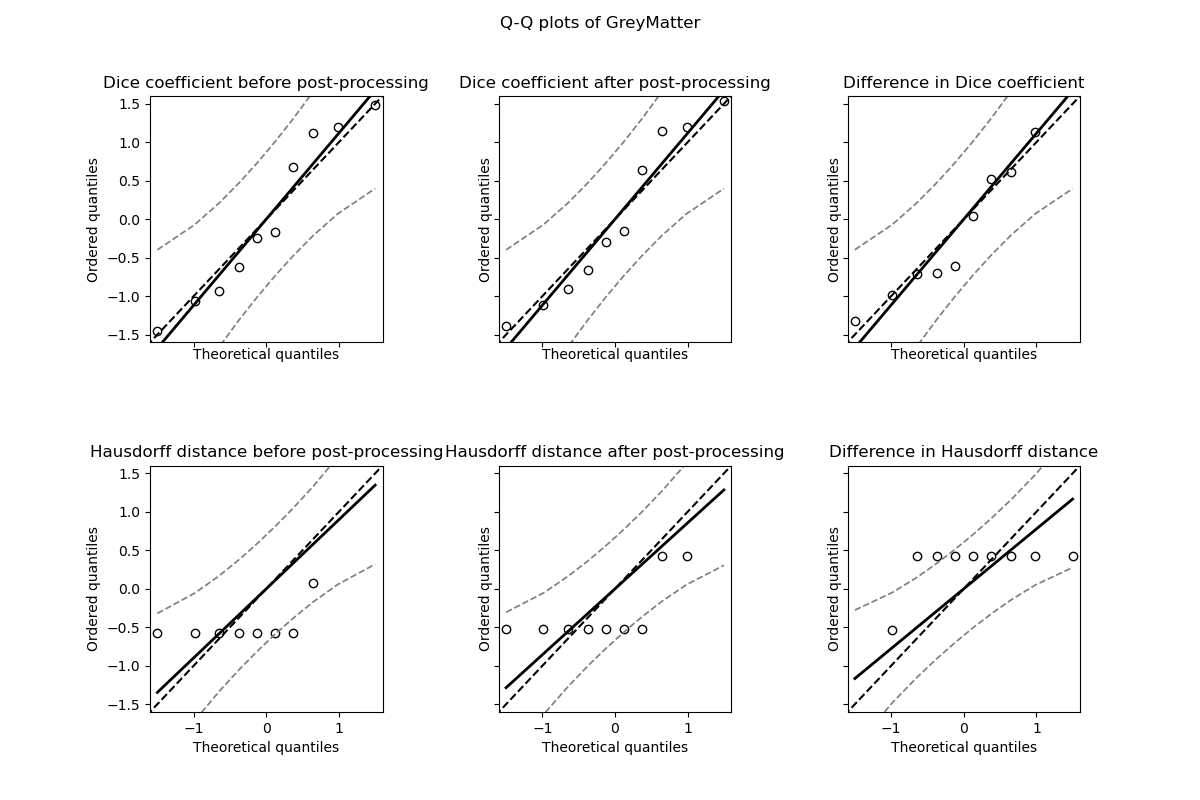 Q-Q plots of GreyMatter
Dice coefficient before post-processing
Ordered quantiles
1.5
1.0
0.5
0.0
−0.5
−1.0
−1.5
Theoretical quantiles
Dice coefficient after post-processing
Ordered quantiles
Theoretical quantiles
Difference in Dice coefficient
Ordered quantiles
Theoretical quantiles
Hausdorff distance before post-processing
Ordered quantiles
1.5
1.0
0.5
0.0
−0.5
−1.0
−1.5
−1 0 1
Theoretical quantiles
Hausdorff distance after post-processing
Ordered quantiles
−1 0 1
Theoretical quantiles
Difference in Hausdorff distance
Ordered quantiles
−1 0 1
Theoretical quantiles